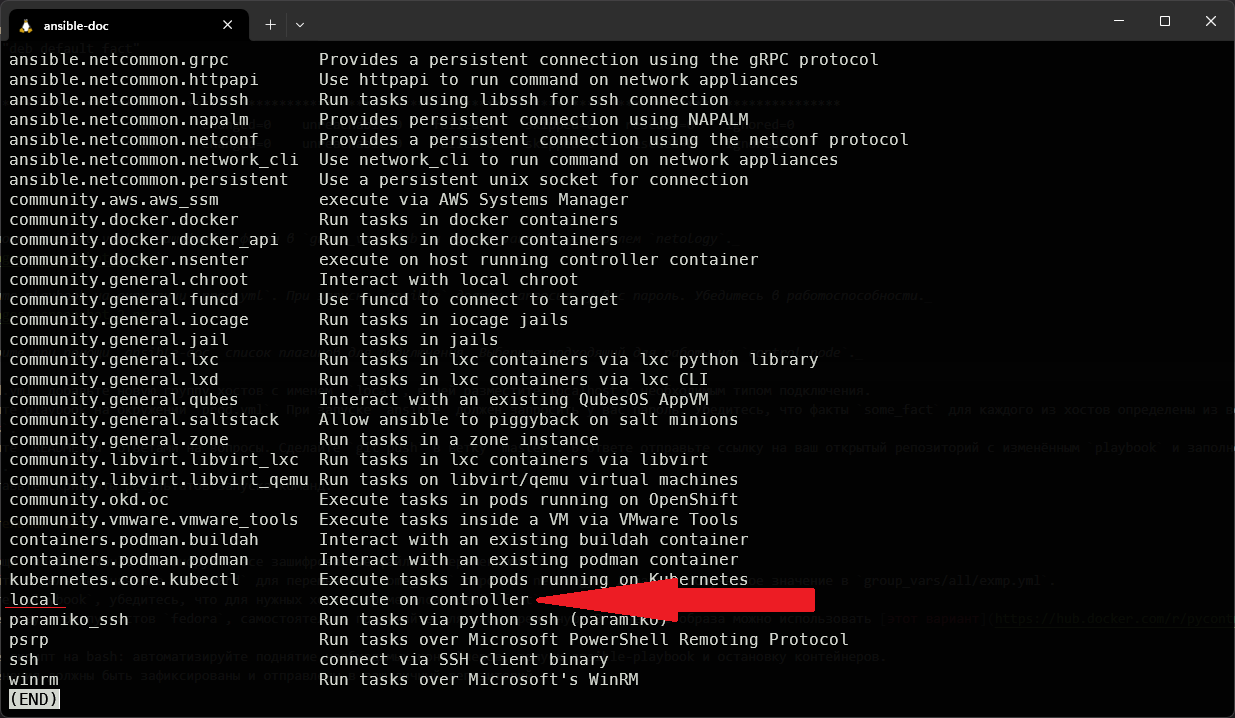 ansible-doc
ansible.netcommon.grpc Provides a persistent connection using the gRPC protocol
ansible.netcommon.httpapi Use httpapi to run command on network appliances
ansible.netcommon.libssh Run tasks using libssh for ssh connection
ansible.netcommon.napalm Provides persistent connection using NAPALM
ansible.netcommon.netconf Provides a persistent connection using the netconf protocol
ansible.netcommon.network_cli Use network_cli to run command on network appliances
ansible.netcommon.persistent Use a persistent unix socket for connection
community.aws.aws_ssm execute via AWS Systems Manager
community.docker.docker Run tasks in docker containers
community.docker.docker_api Run tasks in docker containers
community.docker.nsenter execute on host running controller container
community.general.chroot Interact with local chroot
community.general.funcd Use funcd to connect to target
community.general.iocage Run tasks in iocage jails
community.general.jail Run tasks in jails
community.general.lxc Run tasks in lxc containers via lxc python library
community.general.lxd Run tasks in lxc containers via lxc CLI
community.general.qubes Interact with an existing QubesOS AppVM
community.general.saltstack Allow ansible to piggyback on salt minions
community.general.zone Run tasks in a zone instance
community.libvirt.libvirt_lxc Run tasks in lxc containers via libvirt
community.libvirt.libvirt_qemu Run tasks on libvirt/qemu virtual machines
community.okd.oc Execute tasks in pods running on OpenShift
community.vmware.vmware_tools Execute tasks inside a VM via VMware Tools
containers.podman.buildah Interact with an existing buildah container
containers.podman.podman Interact with an existing podman container
kubernetes.core.kubectl Execute tasks in pods running on Kubernetes
local execute on controller
paramiko_ssh Run tasks via python ssh (paramiko)
psrp Run tasks over Microsoft PowerShell Remoting Protocol
ssh connect via SSH client binary
winrm Run tasks over Microsoft's WinRM
(END)